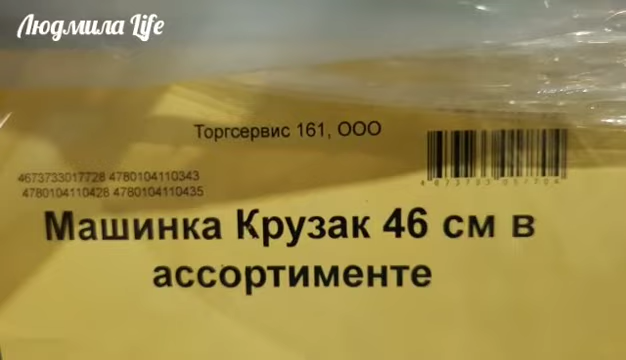 Людмила Life
Торгсервис 161, ООО
4673733017728 4780104110343
4780104110428 4780104110435
Машинка Крузак 46 см в
ассортименте